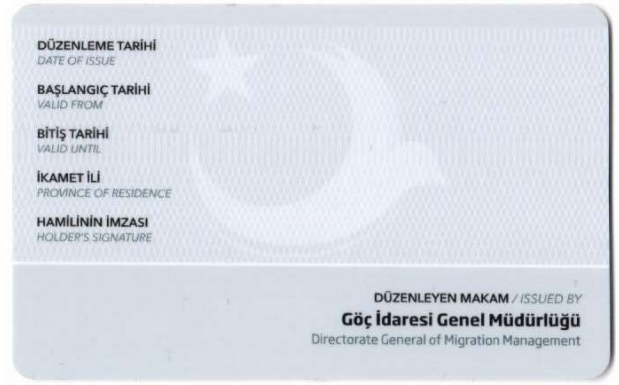 DÜZENLEME TARİHİ
DATE OF ISSUE
BAŞLANGIÇ TARİHİ
VALID FROM
BİTİŞ TARİHİ
VALID UNTIL
İKAMET İLİ
PROVINCE OF RESIDENCE
HAMİLİNİN İMZASI
HOLDER'S SIGNATURE
DÜZENLEYEN MAKAM / ISSUED BY
Göç İdaresi Genel Müdürlüğü
Directorate General of Migration Management